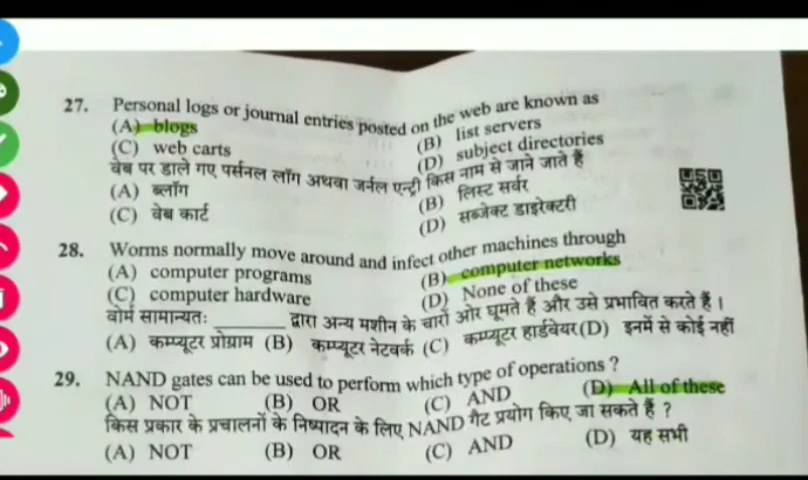 27. Personal logs or journal entries posted on the web are known as
(A) blogs (B) list servers
(C) web carts (D) subject directories
वेब पर डाले गए पर्सनल लॉग अथवा जर्नल एन्ट्री किस नाम से जाने जाते हैं
(A) ब्लॉग (B) लिस्ट सर्वर
(C) वेब कार्ट (D) सब्जेक्ट डाइरेक्टरी
28. Worms normally move around and infect other machines through
(A) computer programs (B) computer networks
(C) computer hardware (D) None of these
वोर्म सामान्यतः ________ द्वारा अन्य मशीन के चारों ओर घूमते हैं और उसे प्रभावित करते हैं ।
(A) कम्प्यूटर प्रोग्राम (B) कम्प्यूटर नेटवर्क (C) कम्प्यूटर हार्डवेयर (D) इनमें से कोई नहीं
29. NAND gates can be used to perform which type of operations ?
(A) NOT (B) OR (C) AND (D) All of these
किस प्रकार के प्रचालनों के निष्पादन के लिए NAND गैट प्रयोग किए जा सकते हैं ?
(A) NOT (B) OR (C) AND (D) यह सभी